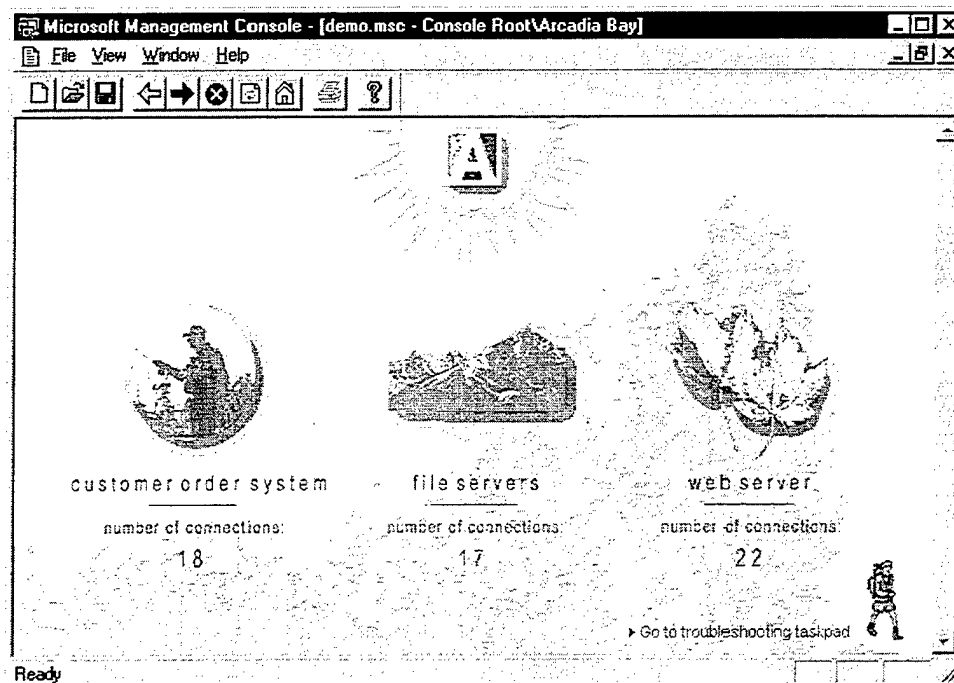 Microsoft Management Console - [demo.msc - Console Root\Arcadia Bay]
File View Window Help
A
customer order system file servers web server
number of connections: number of connections: number of connections:
18 17 22
Go to troubleshooting taskpad
Ready